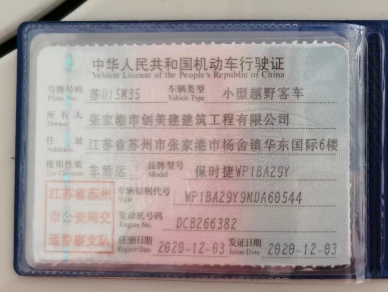 中华人民共和国机动车行驶证
Vehicle License of the People's Republic of China
号牌号码 苏U15M35 车辆类型 小型越野客车
Plate No. Vehicle Type
所有人 张家港市创美建建筑工程有限公司
Owner
住址 江苏省苏州市张家港市杨金镇华东国际6楼
Address
使用性质 非营运 品牌型号 保时捷WP1BA29Y
Use Character Model
江苏省苏州 车辆识别代号 WP1BA29Y9MDA60544
VIN
市公安局交 发动机号码 DCB266382
Engine No.
通警察支队 注册日期 2020-12-03 发证日期 2020-12-03
Register Date Issue Date